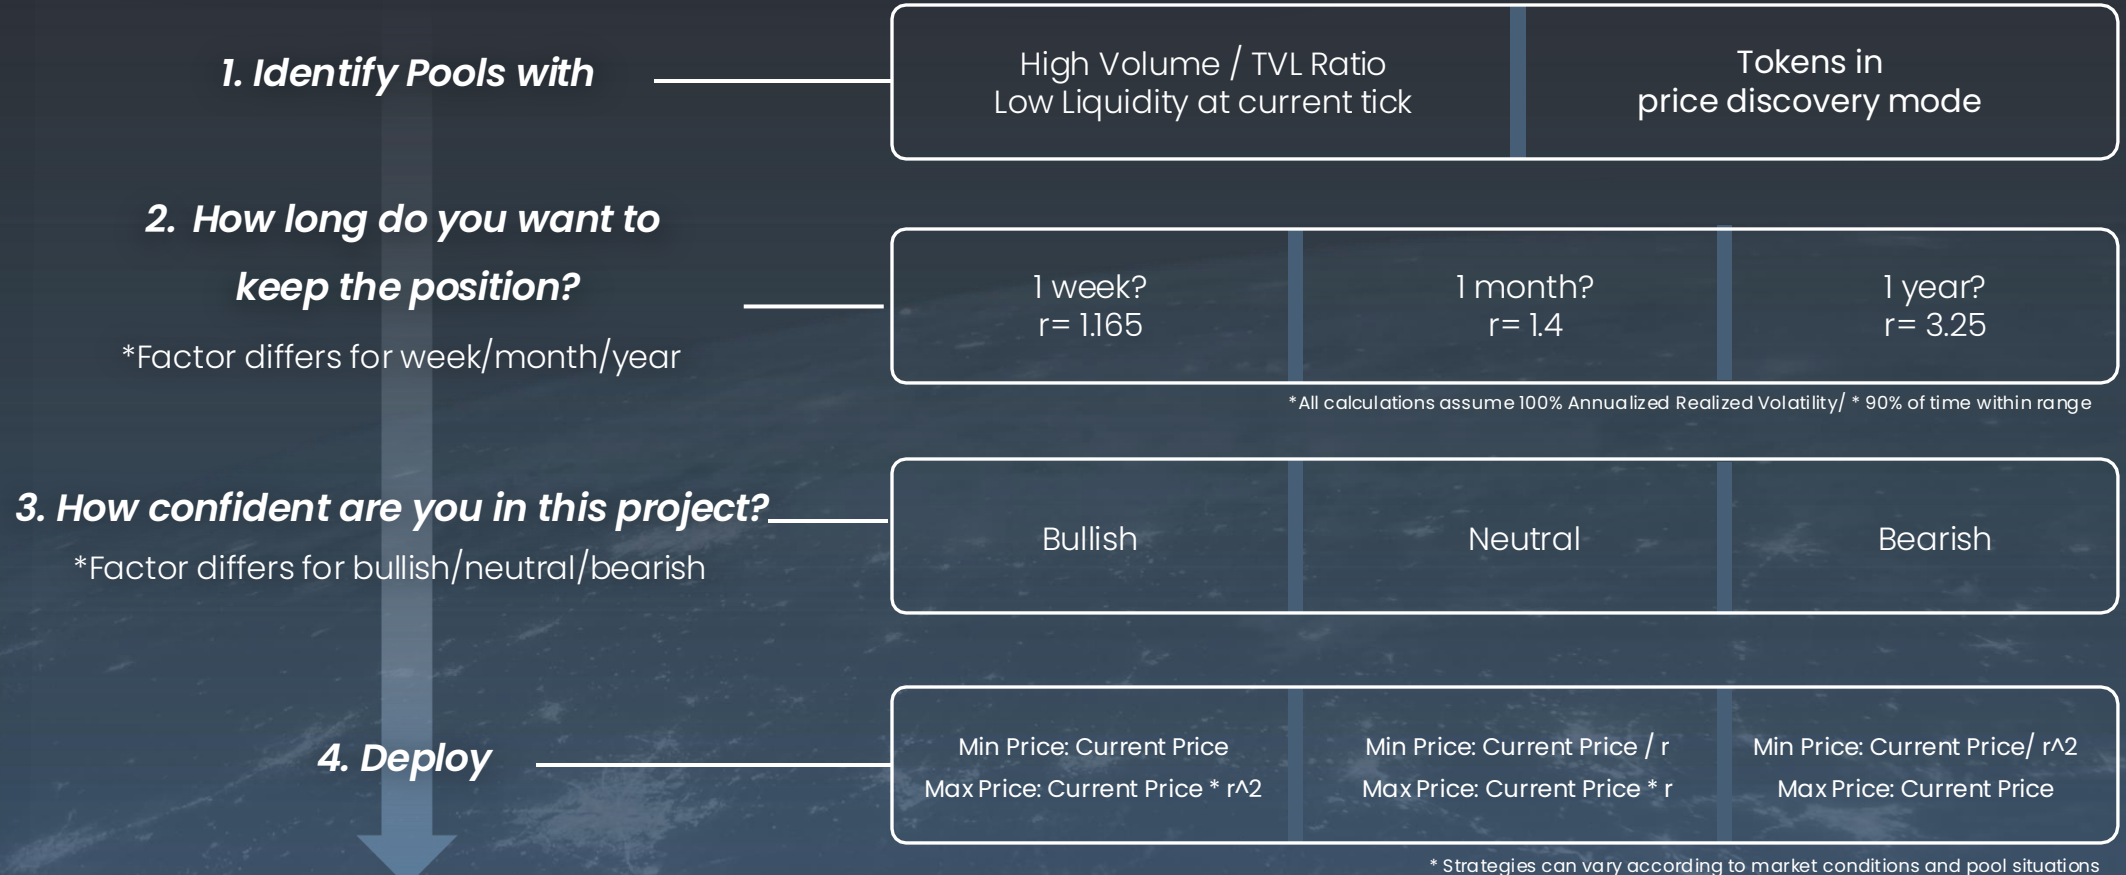 1. Identify Pools with
High Volume / TVL Ratio
Low Liquidity at current tick
Tokens in
price discovery mode
2. How long do you want to
keep the position?
*Factor differs for week/month/year
1 week?
r= 1.165
1 month?
r= 1.4
1 year?
r= 3.25
*All calculations assume 100% Annualized Realized Volatility/ * 90% of time within range
3. How confident are you in this project?
*Factor differs for bullish/neutral/bearish
Bullish
Neutral
Bearish
4. Deploy
Min Price: Current Price
Max Price: Current Price * r^2
Min Price: Current Price / r
Max Price: Current Price * r
Min Price: Current Price/ r^2
Max Price: Current Price
* Strategies can vary according to market conditions and pool situations